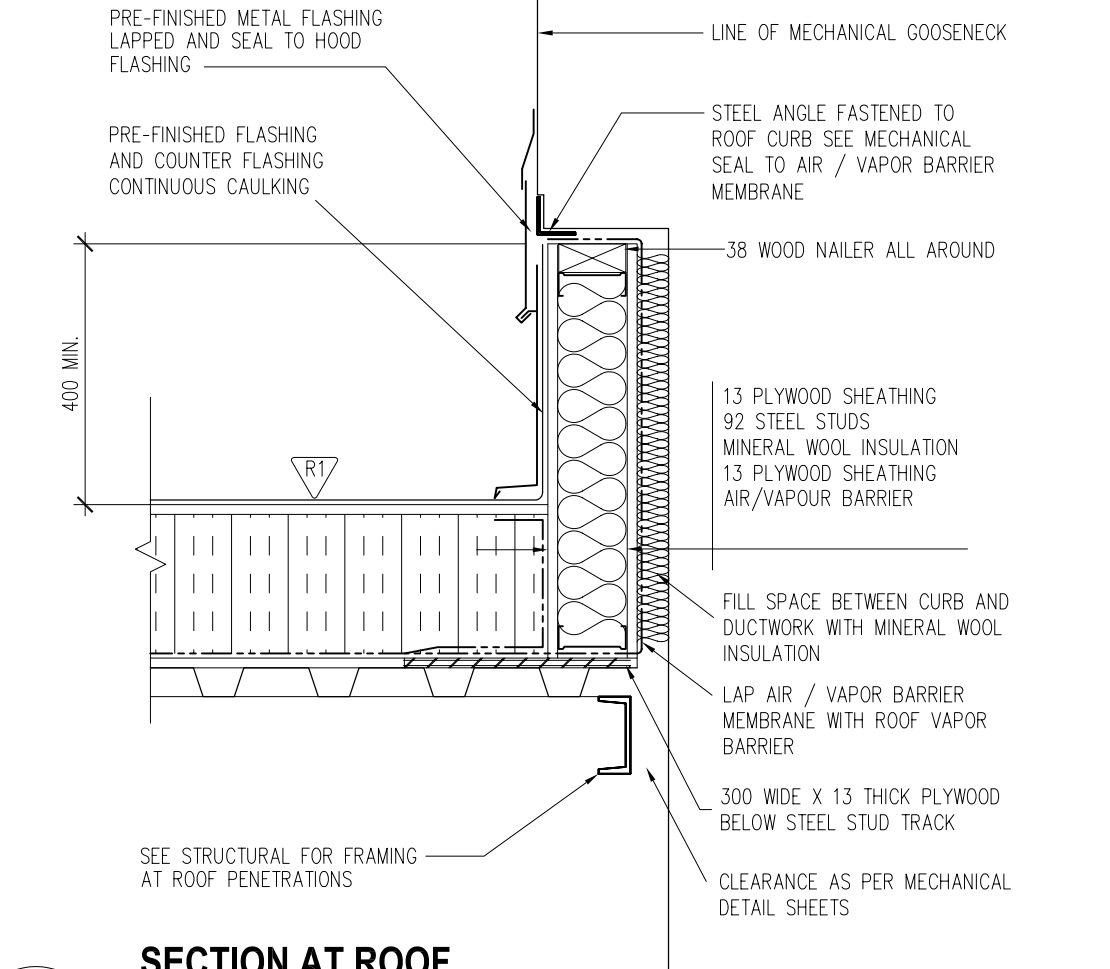 PRE-FINISHED METAL FLASHING
LAPPED AND SEAL TO HOOD
FLASHING
LINE OF MECHANICAL GOOSENECK
STEEL ANGLE FASTENED TO
ROOF CURB SEE MECHANICAL
SEAL TO AIR / VAPOR BARRIER
MEMBRANE
PRE-FINISHED FLASHING
AND COUNTER FLASHING
CONTINUOUS CAULKING
38 WOOD NAILER ALL AROUND
400 MIN.
13 PLYWOOD SHEATHING
92 STEEL STUDS
MINERAL WOOL INSULATION
13 PLYWOOD SHEATHING
AIR/VAPOUR BARRIER
R1
FILL SPACE BETWEEN CURB AND
DUCTWORK WITH MINERAL WOOL
INSULATION
LAP AIR / VAPOR BARRIER
MEMBRANE WITH ROOF VAPOR
BARRIER
300 WIDE X 13 THICK PLYWOOD
BELOW STEEL STUD TRACK
SEE STRUCTURAL FOR FRAMING
AT ROOF PENETRATIONS
CLEARANCE AS PER MECHANICAL
DETAIL SHEETS
SECTION AT ROOF